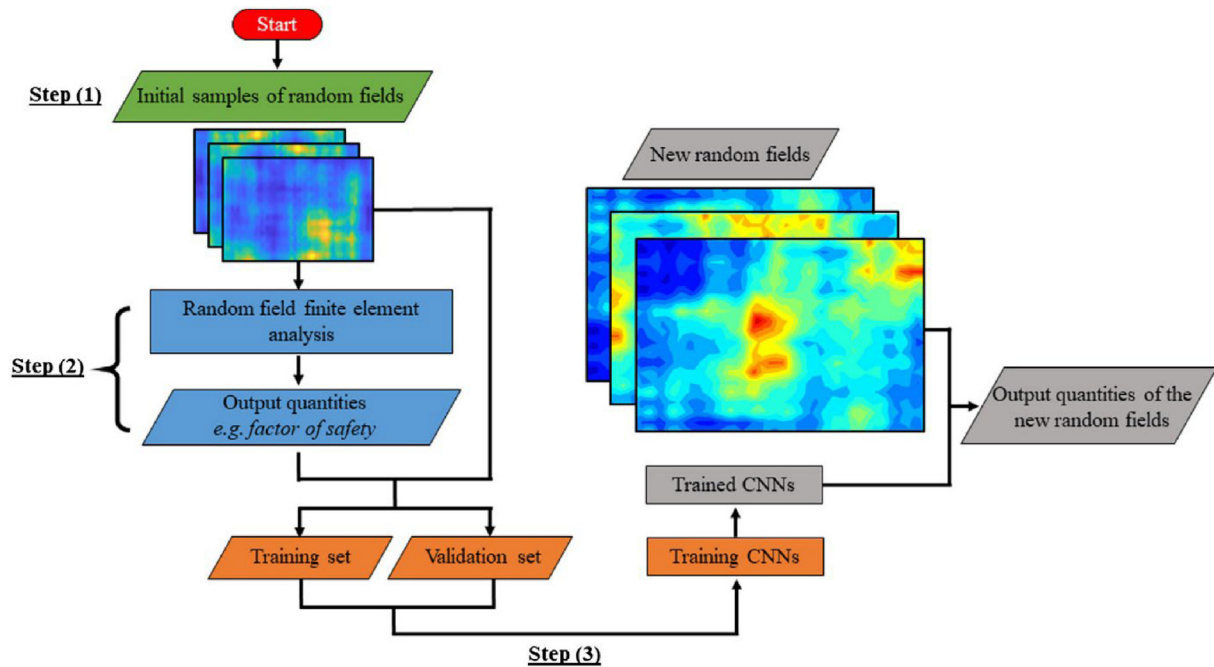 Start
Step (1)
Initial samples of random fields
Random field finite element
analysis
Step (2)
Output quantities
e.g. factor of safety
Training set
Validation set
Step (3)
Training CNNs
Trained CNNs
New random fields
Output quantities of the
new random fields